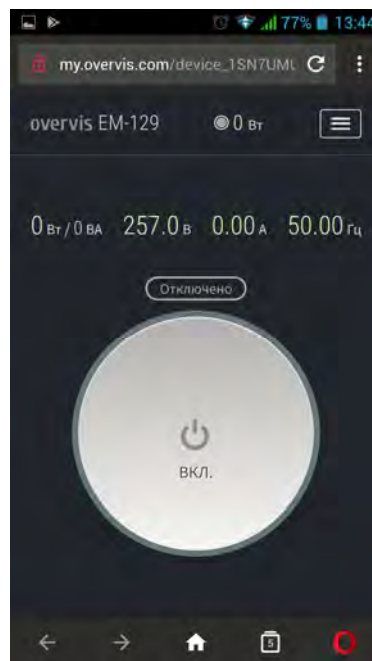 77% 13:44
my.overvis.com/device_1SN7UMU
overvis EM-129 0 Вт
0 Вт / 0 ВА 257.0 В 0.00 А 50.00 Гц
Отключено
ВКЛ.
5